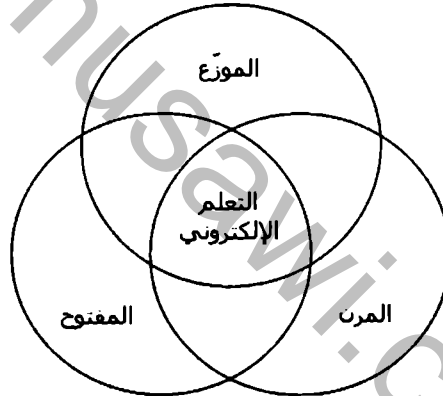 الموزّع
التعلم
الإلكتروني
المرن
المفتوح